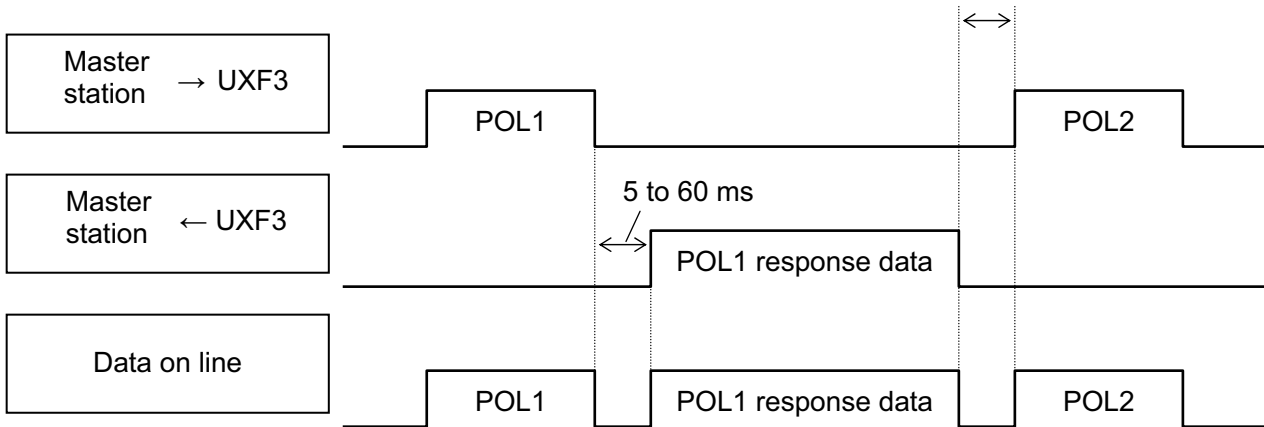 Master
station → UXF3
POL1
POL2
Master
station ← UXF3
5 to 60 ms
POL1 response data
Data on line
POL1
POL1 response data
POL2